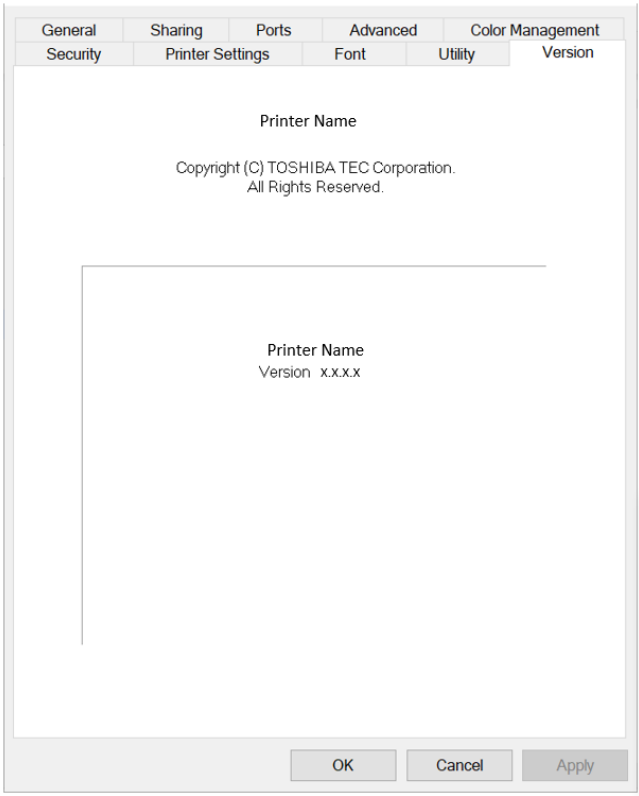 General Sharing Ports Advanced Color Management
Security Printer Settings Font Utility Version
Printer Name
Copyright (C) TOSHIBA TEC Corporation.
All Rights Reserved.
Printer Name
Version x.x.x.x
OK Cancel Apply